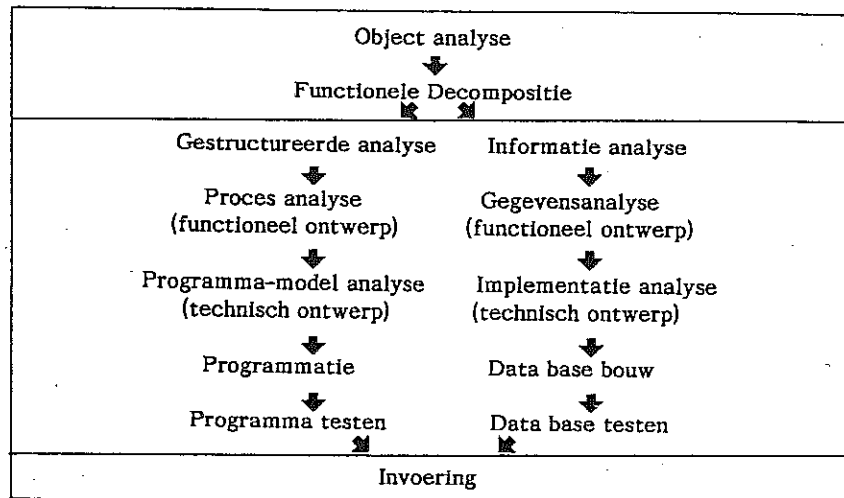 Object analyse
Functionele Decompositie
Gestructureerde analyse
Proces analyse
(functioneel ontwerp)
Programma-model analyse
(technisch ontwerp)
Programmatie
Programma testen
Informatie analyse
Gegevensanalyse
(functioneel ontwerp)
Implementatie analyse
(technisch ontwerp)
Data base bouw
Data base testen
Invoering